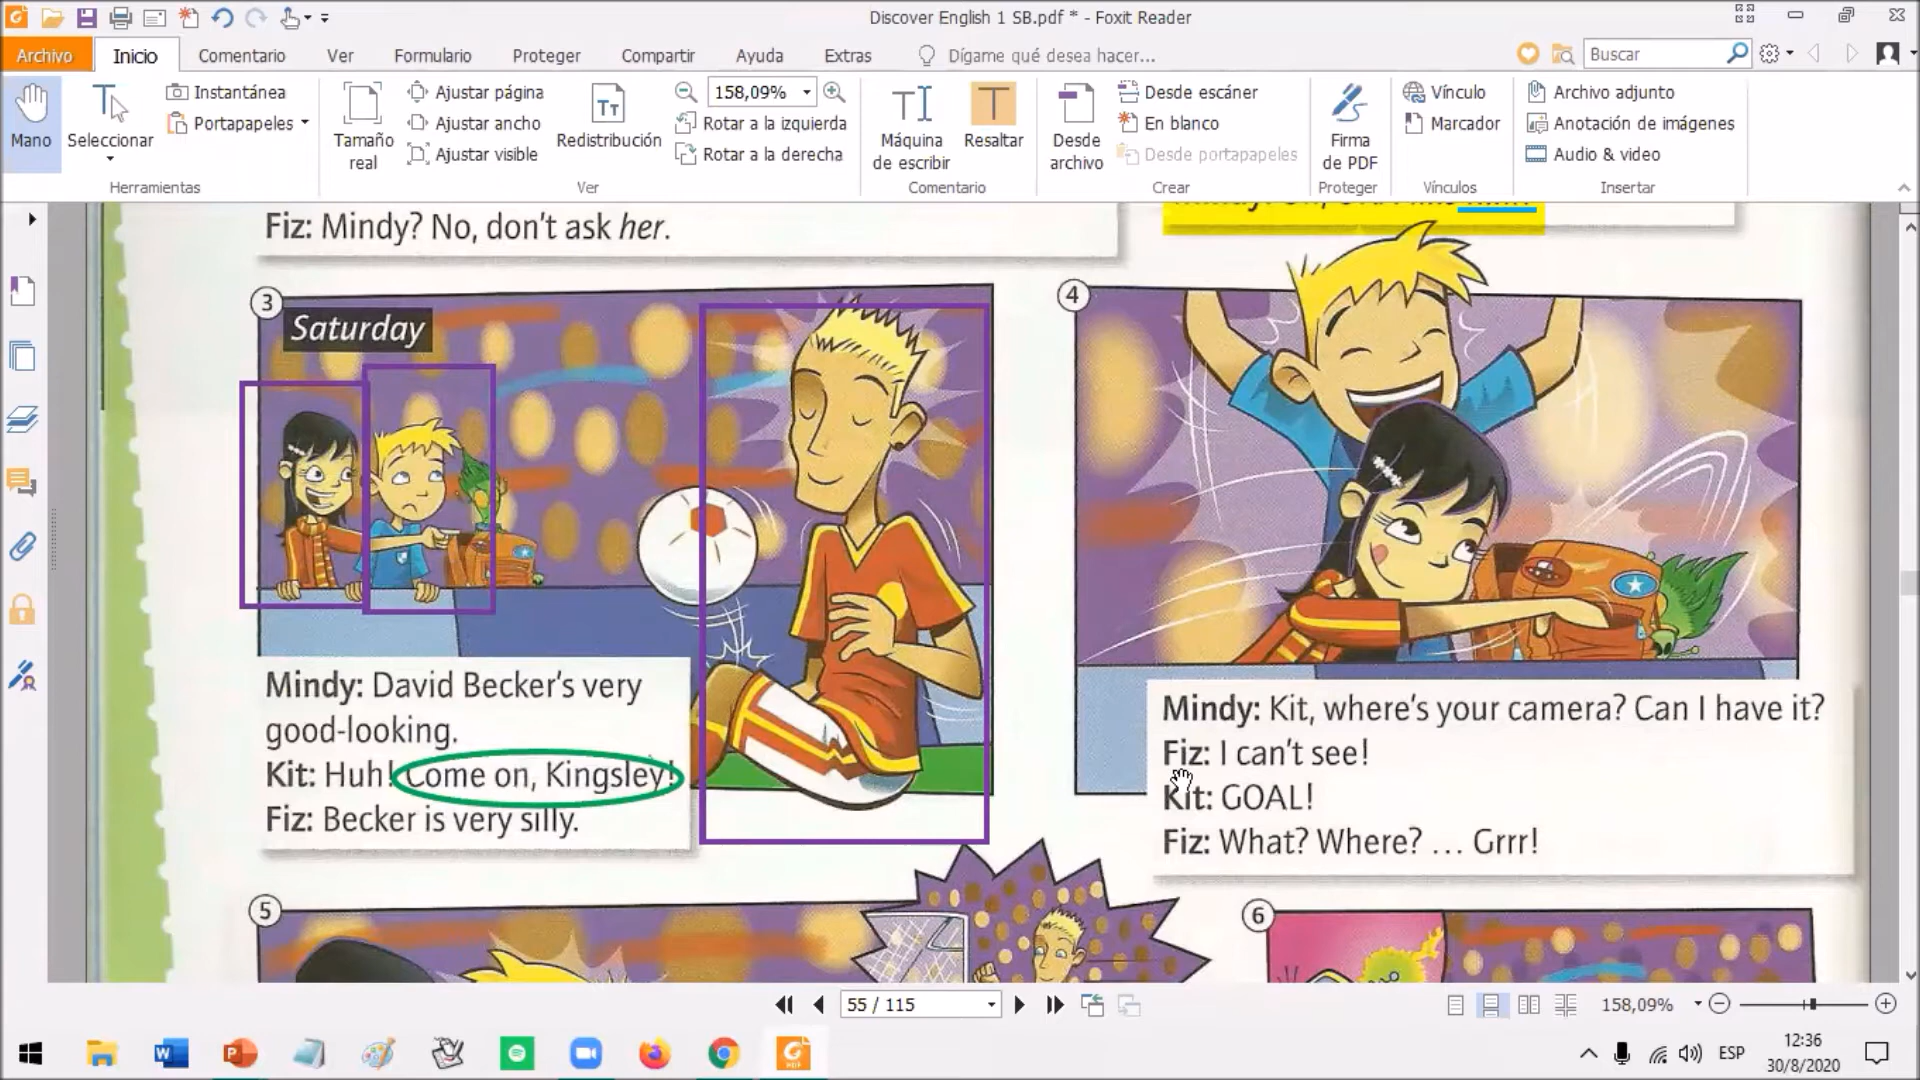 Discover English 1 SB.pdf * - Foxit Reader
Archivo
Inicio
Comentario
Ver
Formulario
Proteger
Compartir
Ayuda
Extras
Dígame qué desea hacer...
Buscar
Mano
Seleccionar
Instantánea
Portapapeles
Herramientas
Tamaño
real
Ajustar página
Ajustar ancho
Ajustar visible
Redistribución
158,09%
Rotar a la izquierda
Rotar a la derecha
Ver
Máquina
de escribir
Resaltar
Comentario
Desde
archivo
Desde escáner
En blanco
Desde portapapeles
Crear
Firma
de PDF
Proteger
Vínculo
Marcador
Vínculos
Archivo adjunto
Anotación de imágenes
Audio & video
Insertar
Fiz: Mindy? No, don't ask her.
3
Saturday
Mindy: David Becker's very
good-looking.
Kit: Huh! Come on, Kingsley!
Fiz: Becker is very silly.
4
Mindy: Kit, where's your camera? Can I have it?
Fiz: I can't see!
Kit: GOAL!
Fiz: What? Where? ... Grrr!
5
6
55 / 115
158,09%
ESP
12:36
30/8/2020